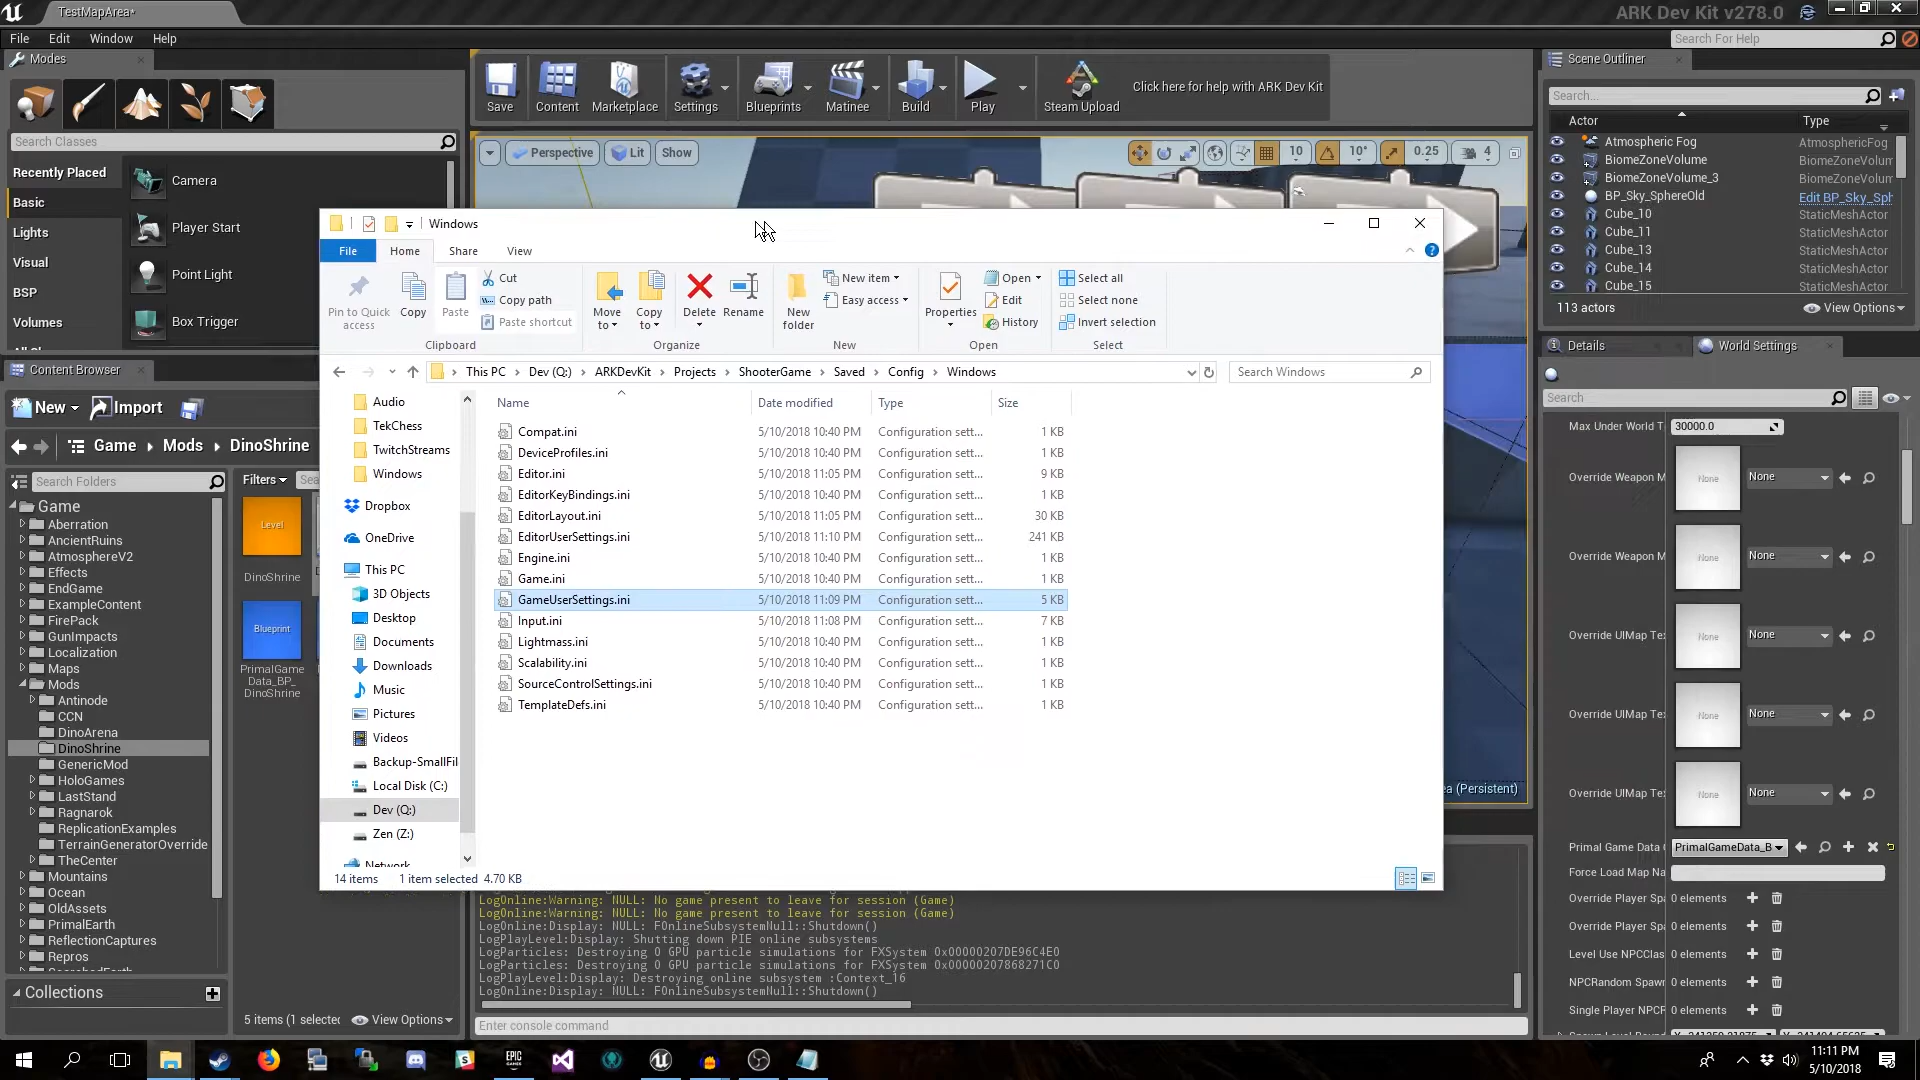 TestMapArea*
ARK Dev Kit v278.0
File Edit Window Help
Search For Help
Modes
Search Classes
Recently Placed
Basic
Lights
Visual
BSP
Volumes
Camera
Player Start
Point Light
Box Trigger
Save Content Marketplace Settings Blueprints Matinee Build Play Steam Upload
Click here for help with ARK Dev Kit
Perspective Lit Show
10 10° 0.25 4
Scene Outliner
Search...
Actor Type
Atmospheric Fog AtmosphericFog
BiomeZoneVolume BiomeZoneVolum
BiomeZoneVolume_3 BiomeZoneVolum
BP_Sky_SphereOld Edit BP_Sky_Sph
Cube_10 StaticMeshActor
Cube_11 StaticMeshActor
Cube_13 StaticMeshActor
Cube_14 StaticMeshActor
Cube_15 StaticMeshActor
113 actors View Options
Windows
File Home Share View
Pin to Quick access
Copy
Paste
Cut
Copy path
Paste shortcut
Clipboard
Move to
Copy to
Delete
Rename
Organize
New folder
New item
Easy access
New
Properties
Open
Edit
History
Open
Select all
Select none
Invert selection
Select
This PC Dev (Q:) ARKDevKit Projects ShooterGame Saved Config Windows
Search Windows
Audio
TekChess
TwitchStreams
Windows
Dropbox
OneDrive
This PC
3D Objects
Desktop
Documents
Downloads
Music
Pictures
Videos
Backup-SmallFil
Local Disk (C:)
Dev (Q:)
Zen (Z:)
Network
Name Date modified Type Size
Compat.ini 5/10/2018 10:40 PM Configuration sett... 1 KB
DeviceProfiles.ini 5/10/2018 10:40 PM Configuration sett... 1 KB
Editor.ini 5/10/2018 11:05 PM Configuration sett... 9 KB
EditorKeyBindings.ini 5/10/2018 10:40 PM Configuration sett... 1 KB
EditorLayout.ini 5/10/2018 11:05 PM Configuration sett... 30 KB
EditorUserSettings.ini 5/10/2018 11:10 PM Configuration sett... 241 KB
Engine.ini 5/10/2018 10:40 PM Configuration sett... 1 KB
Game.ini 5/10/2018 10:40 PM Configuration sett... 1 KB
GameUserSettings.ini 5/10/2018 11:09 PM Configuration sett... 5 KB
Input.ini 5/10/2018 11:08 PM Configuration sett... 7 KB
Lightmass.ini 5/10/2018 10:40 PM Configuration sett... 1 KB
Scalability.ini 5/10/2018 10:40 PM Configuration sett... 1 KB
SourceControlSettings.ini 5/10/2018 10:40 PM Configuration sett... 1 KB
TemplateDefs.ini 5/10/2018 10:40 PM Configuration sett... 1 KB
14 items 1 item selected 4.70 KB
Content Browser
New Import
Game Mods DinoShrine
Search Folders
Filters
Game
Aberration
AncientRuins
AtmosphereV2
Effects
EndGame
ExampleContent
FirePack
GunImpacts
Localization
Maps
Mods
Antinode
CCN
DinoArena
DinoShrine
GenericMod
HoloGames
LastStand
Ragnarok
ReplicationExamples
TerrainGeneratorOverride
TheCenter
Mountains
Ocean
OldAssets
PrimalEarth
ReflectionCaptures
Repros
Collections
Level
DinoShrine
Blueprint
PrimalGame
Data_BP_
DinoShrine
5 items (1 selected View Options
ea (Persistent)
LogOnline:Warning: NULL: No game present to leave for session (Game)
LogOnline:Warning: NULL: No game present to leave for session (Game)
LogOnline:Display: NULL: FOnlineSubsystemNull::Shutdown()
LogPlayLevel:Display: Shutting down PIE online subsystems
LogParticles: Destroying 0 GPU particle simulations for FXSystem 0x00000207DE96C4E0
LogParticles: Destroying 0 GPU particle simulations for FXSystem 0x00000207868271C0
LogPlayLevel:Display: Destroying online subsystem :Context_16
LogOnline:Display: NULL: FOnlineSubsystemNull::Shutdown()
Enter console command
Details World Settings
Search
Max Under World T 30000.0
Override Weapon M None None
Override Weapon M None None
Override UIMap Te None None
Override UIMap Te None None
Override UIMap Te None None
Primal Game Data PrimalGameData_B
Force Load Map Na
Override Player Spa 0 elements
Override Player Spa 0 elements
Level Use NPCClas 0 elements
NPCRandom Spawn 0 elements
Single Player NPCF 0 elements
11:11 PM
5/10/2018